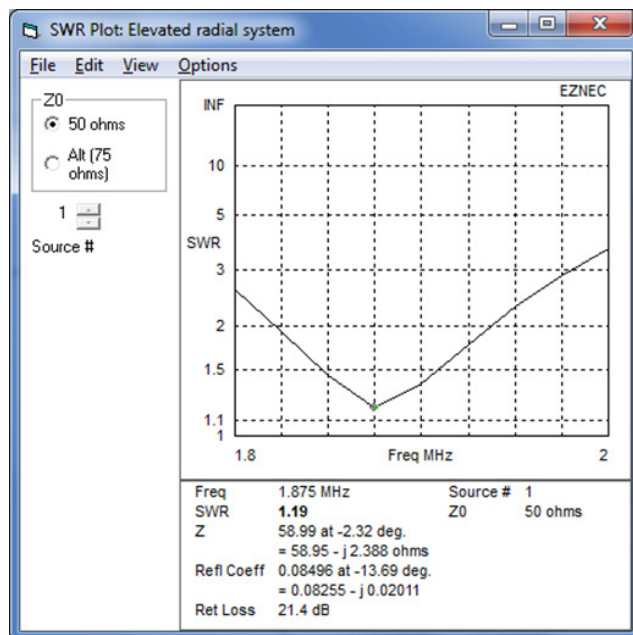 SWR Plot: Elevated radial system
File Edit View Options
Z0
50 ohms
Alt (75
ohms)
1
Source #
EZNEC
INF
10
5
SWR
3
2
1.5
1.1
1
1.8 Freq MHz 2
Freq 1.875 MHz Source # 1
SWR 1.19 Z0 50 ohms
Z 58.99 at -2.32 deg.
= 58.95 - j 2.388 ohms
Refl Coeff 0.08496 at -13.69 deg.
= 0.08255 - j 0.02011
Ret Loss 21.4 dB